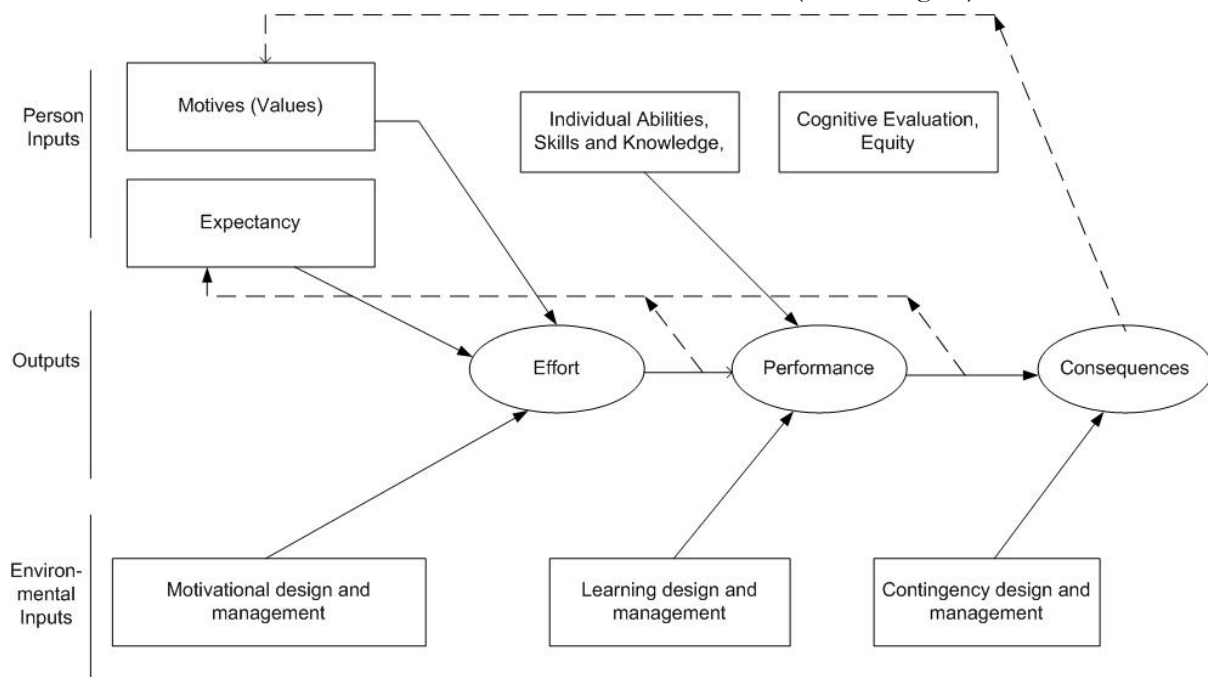 Motives (Values)
Person
Inputs
Individual Abilities,
Skills and Knowledge,
Cognitive Evaluation,
Equity
Expectancy
Outputs
Effort
Performance
Consequences
Environ-
mental
Inputs
Motivational design and
management
Learning design and
management
Contingency design and
management